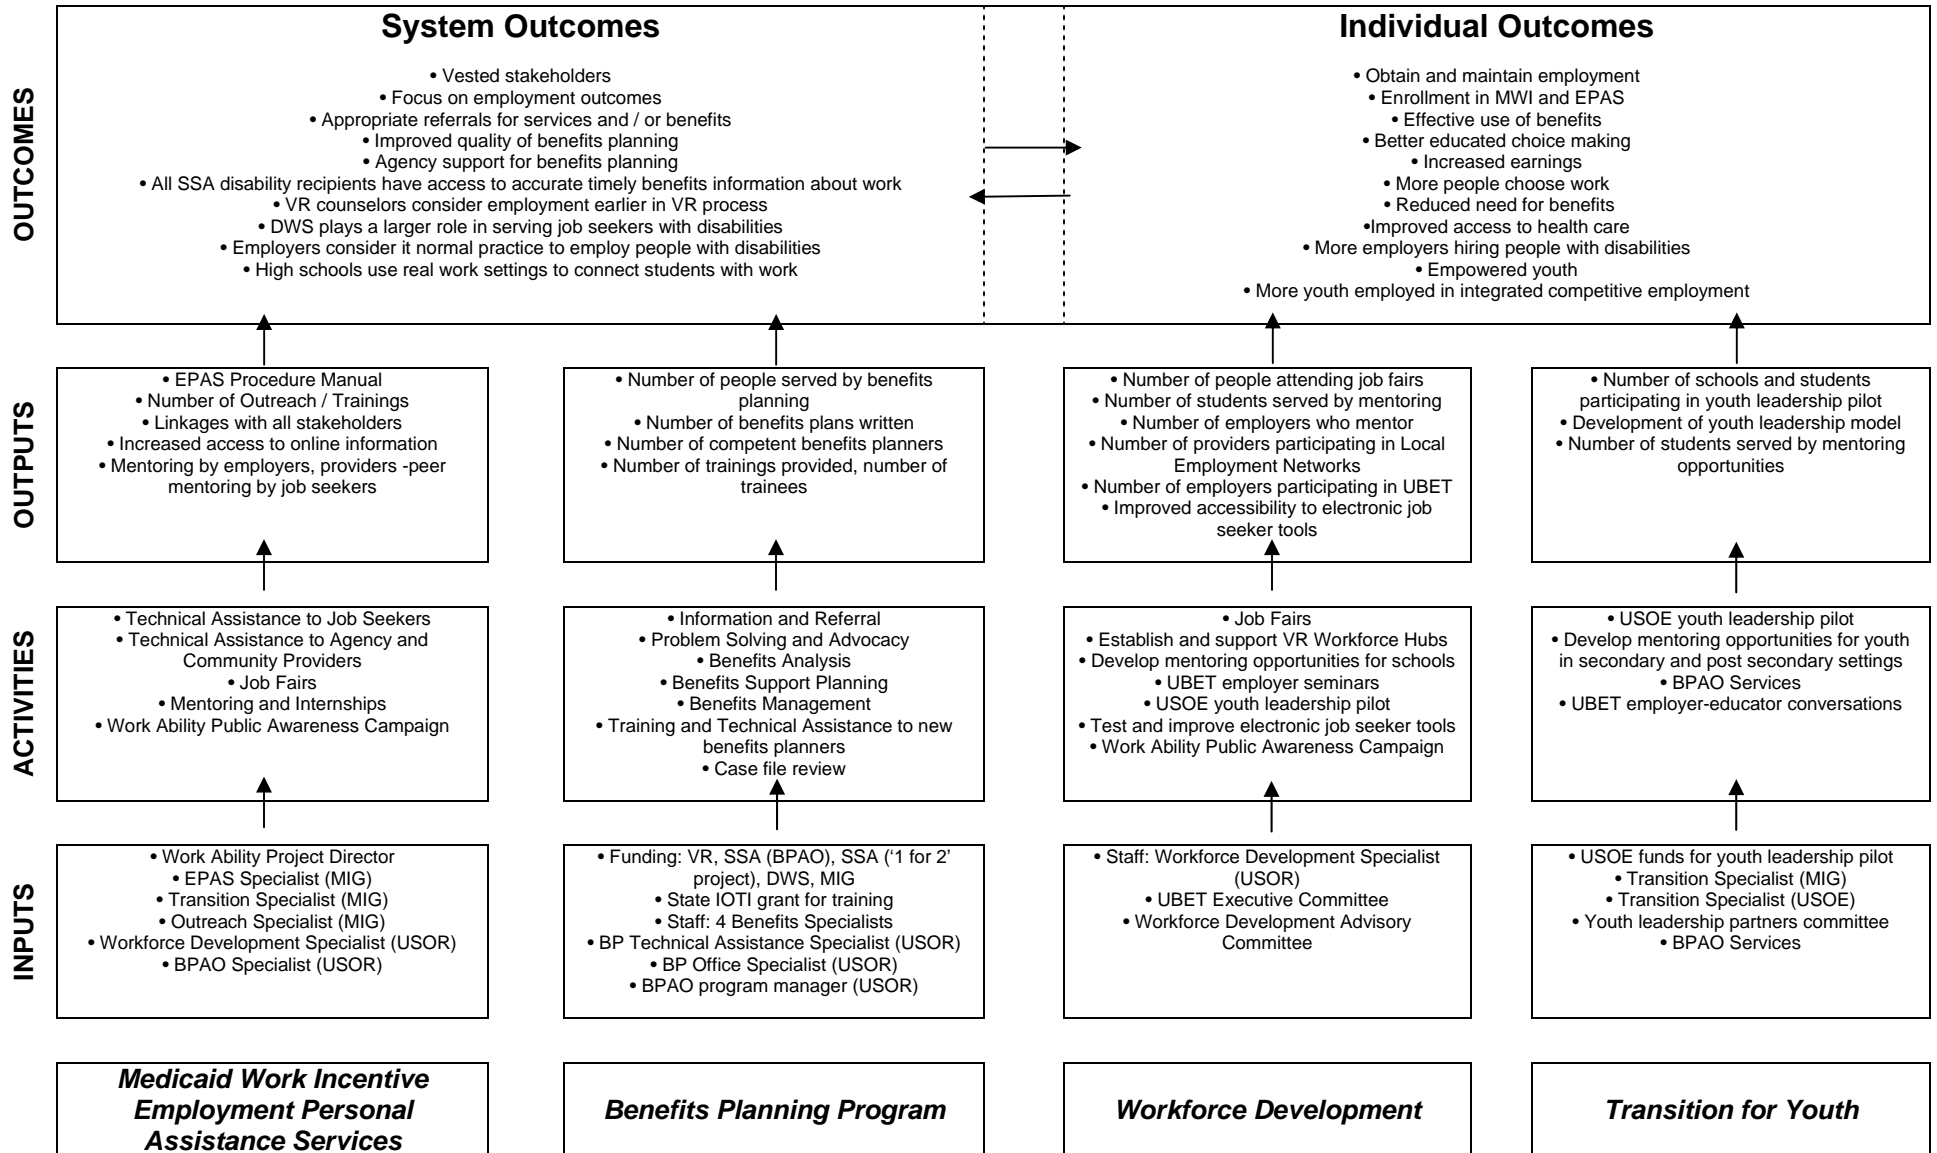 OUTCOMES
System Outcomes
• Vested stakeholders
• Focus on employment outcomes
• Appropriate referrals for services and / or benefits
• Improved quality of benefits planning
• Agency support for benefits planning
• All SSA disability recipients have access to accurate timely benefits information about work
• VR counselors consider employment earlier in VR process
• DWS plays a larger role in serving job seekers with disabilities
• Employers consider it normal practice to employ people with disabilities
• High schools use real work settings to connect students with work
Individual Outcomes
• Obtain and maintain employment
• Enrollment in MWI and EPAS
• Effective use of benefits
• Better educated choice making
• Increased earnings
• More people choose work
• Reduced need for benefits
•Improved access to health care
• More employers hiring people with disabilities
• Empowered youth
• More youth employed in integrated competitive employment
OUTPUTS
• EPAS Procedure Manual
• Number of Outreach / Trainings
• Linkages with all stakeholders
• Increased access to online information
• Mentoring by employers, providers -peer
mentoring by job seekers
• Number of people served by benefits
planning
• Number of benefits plans written
• Number of competent benefits planners
• Number of trainings provided, number of
trainees
• Number of people attending job fairs
• Number of students served by mentoring
• Number of employers who mentor
• Number of providers participating in Local
Employment Networks
• Number of employers participating in UBET
• Improved accessibility to electronic job
seeker tools
• Number of schools and students
participating in youth leadership pilot
• Development of youth leadership model
• Number of students served by mentoring
opportunities
ACTIVITIES
• Technical Assistance to Job Seekers
• Technical Assistance to Agency and
Community Providers
• Job Fairs
• Mentoring and Internships
• Work Ability Public Awareness Campaign
• Information and Referral
• Problem Solving and Advocacy
• Benefits Analysis
• Benefits Support Planning
• Benefits Management
• Training and Technical Assistance to new
benefits planners
• Case file review
• Job Fairs
• Establish and support VR Workforce Hubs
• Develop mentoring opportunities for schools
• UBET employer seminars
• USOE youth leadership pilot
• Test and improve electronic job seeker tools
• Work Ability Public Awareness Campaign
• USOE youth leadership pilot
• Develop mentoring opportunities for youth
in secondary and post secondary settings
• BPAO Services
• UBET employer-educator conversations
INPUTS
• Work Ability Project Director
• EPAS Specialist (MIG)
• Transition Specialist (MIG)
• Outreach Specialist (MIG)
• Workforce Development Specialist (USOR)
• BPAO Specialist (USOR)
• Funding: VR, SSA (BPAO), SSA (‘1 for 2’
project), DWS, MIG
• State IOTI grant for training
• Staff: 4 Benefits Specialists
• BP Technical Assistance Specialist (USOR)
• BP Office Specialist (USOR)
• BPAO program manager (USOR)
• Staff: Workforce Development Specialist
(USOR)
• UBET Executive Committee
• Workforce Development Advisory
Committee
• USOE funds for youth leadership pilot
• Transition Specialist (MIG)
• Transition Specialist (USOE)
• Youth leadership partners committee
• BPAO Services
Medicaid Work Incentive
Employment Personal
Assistance Services
Benefits Planning Program
Workforce Development
Transition for Youth